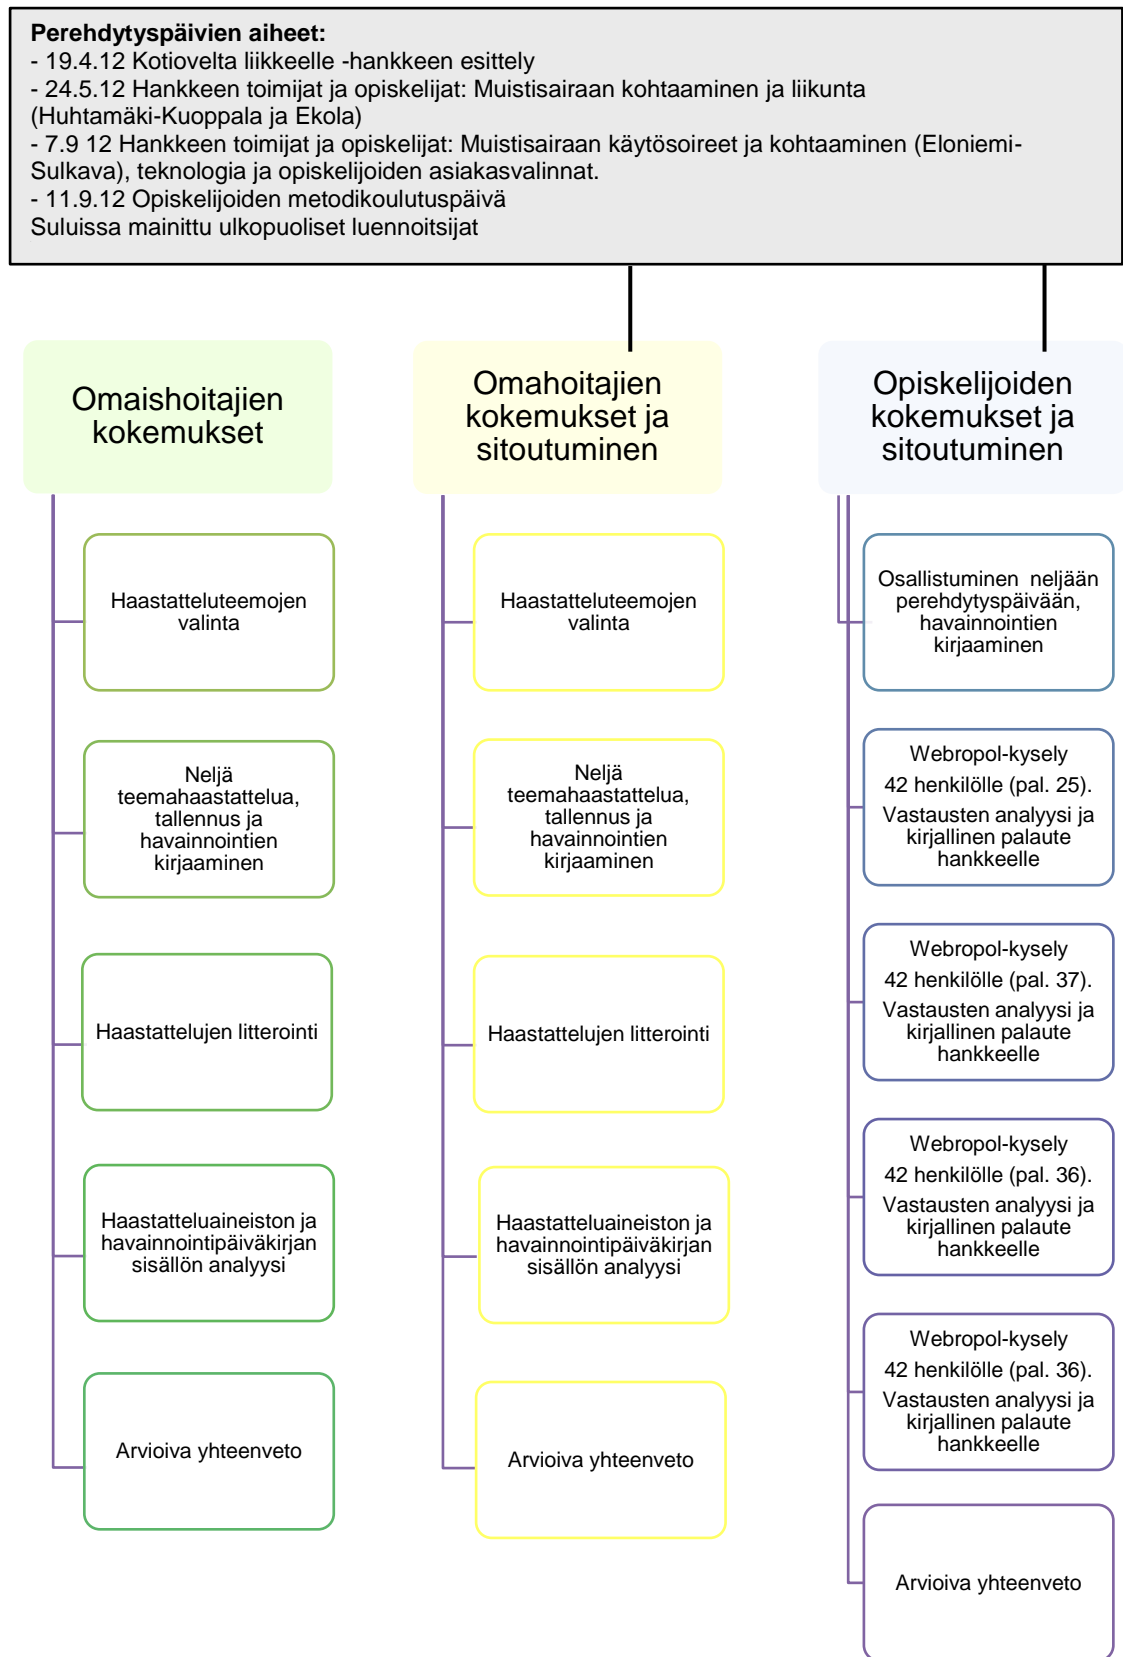 Perehdytyspäivien aiheet:
- 19.4.12 Kotiovelta liikkeelle -hankkeen esittely
- 24.5.12 Hankkeen toimijat ja opiskelijat: Muistisairaan kohtaaminen ja liikunta
(Huhtamäki-Kuoppala ja Ekola)
- 7.9 12 Hankkeen toimijat ja opiskelijat: Muistisairaan käytösoireet ja kohtaaminen (Eloniemi-
Sulkava), teknologia ja opiskelijoiden asiakasvalinnat.
- 11.9.12 Opiskelijoiden metodikoulutuspäivä
Suluissa mainittu ulkopuoliset luennoitsijat
Omaishoitajien
kokemukset
Haastatteluteemojen
valinta
Neljä
teemahaastattelua,
tallennus ja
havainnointien
kirjaaminen
Haastattelujen litterointi
Haastatteluaineiston ja
havainnointipäiväkirjan
sisällön analyysi
Arvioiva yhteenveto
Omahoitajien
kokemukset ja
sitoutuminen
Haastatteluteemojen
valinta
Neljä
teemahaastattelua,
tallennus ja
havainnointien
kirjaaminen
Haastattelujen litterointi
Haastatteluaineiston ja
havainnointipäiväkirjan
sisällön analyysi
Arvioiva yhteenveto
Opiskelijoiden
kokemukset ja
sitoutuminen
Osallistuminen neljään
perehdytyspäivään,
havainnointien
kirjaaminen
Webropol-kysely
42 henkilölle (pal. 25).
Vastausten analyysi ja
kirjallinen palaute
hankkeelle
Webropol-kysely
42 henkilölle (pal. 37).
Vastausten analyysi ja
kirjallinen palaute
hankkeelle
Webropol-kysely
42 henkilölle (pal. 36).
Vastausten analyysi ja
kirjallinen palaute
hankkeelle
Webropol-kysely
42 henkilölle (pal. 36).
Vastausten analyysi ja
kirjallinen palaute
hankkeelle
Arvioiva yhteenveto